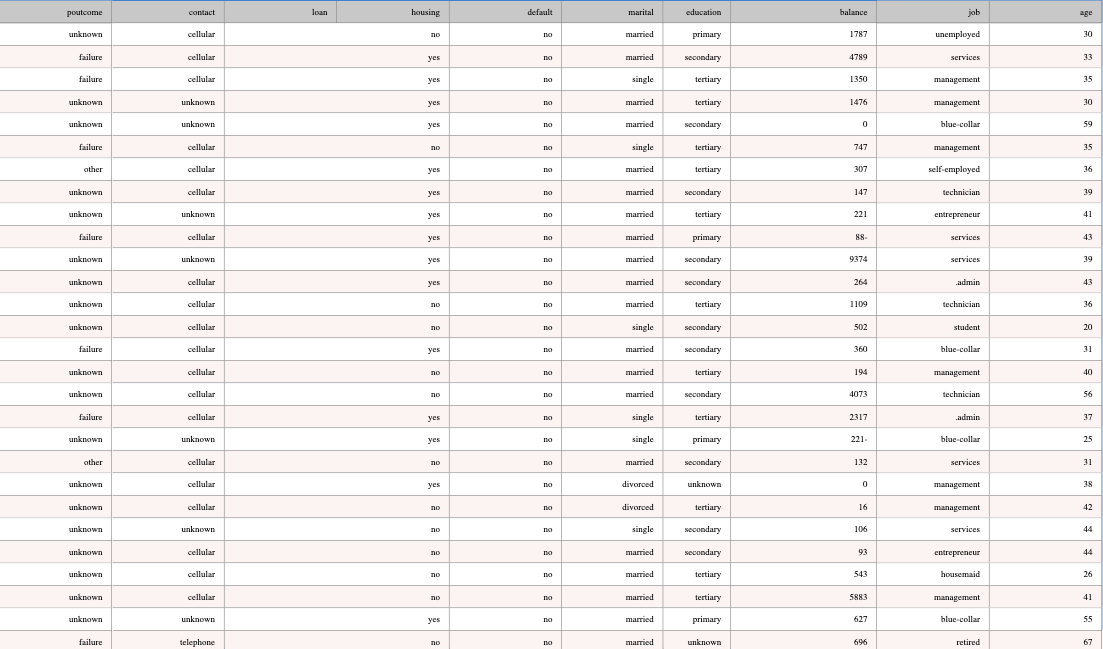 poutcome contact loan housing default marital education balance job age
unknown cellular no no married primary 1787 unemployed 30
failure cellular yes no married secondary 4789 services 33
failure cellular yes no single tertiary 1350 management 35
unknown unknown yes no married tertiary 1476 management 30
unknown unknown yes no married secondary 0 blue-collar 59
failure cellular no no single tertiary 747 management 35
other cellular yes no married tertiary 307 self-employed 36
unknown cellular yes no married secondary 147 technician 39
unknown unknown yes no married tertiary 221 entrepreneur 41
failure cellular yes no married primary 88- services 43
unknown unknown yes no married secondary 9374 services 39
unknown cellular yes no married secondary 264 .admin 43
unknown cellular no no married tertiary 1109 technician 36
unknown cellular no no single secondary 502 student 20
failure cellular yes no married secondary 360 blue-collar 31
unknown cellular no no married tertiary 194 management 40
unknown cellular no no married secondary 4073 technician 56
failure cellular yes no single tertiary 2317 .admin 37
unknown unknown yes no single primary 221- blue-collar 25
other cellular no no married secondary 132 services 31
unknown cellular yes no divorced unknown 0 management 38
unknown cellular no no divorced tertiary 16 management 42
unknown unknown no no single secondary 106 services 44
unknown cellular no no married secondary 93 entrepreneur 44
unknown cellular no no married tertiary 543 housemaid 26
unknown cellular no no married tertiary 5883 management 41
unknown unknown yes no married primary 627 blue-collar 55
failure telephone no no married unknown 696 retired 67